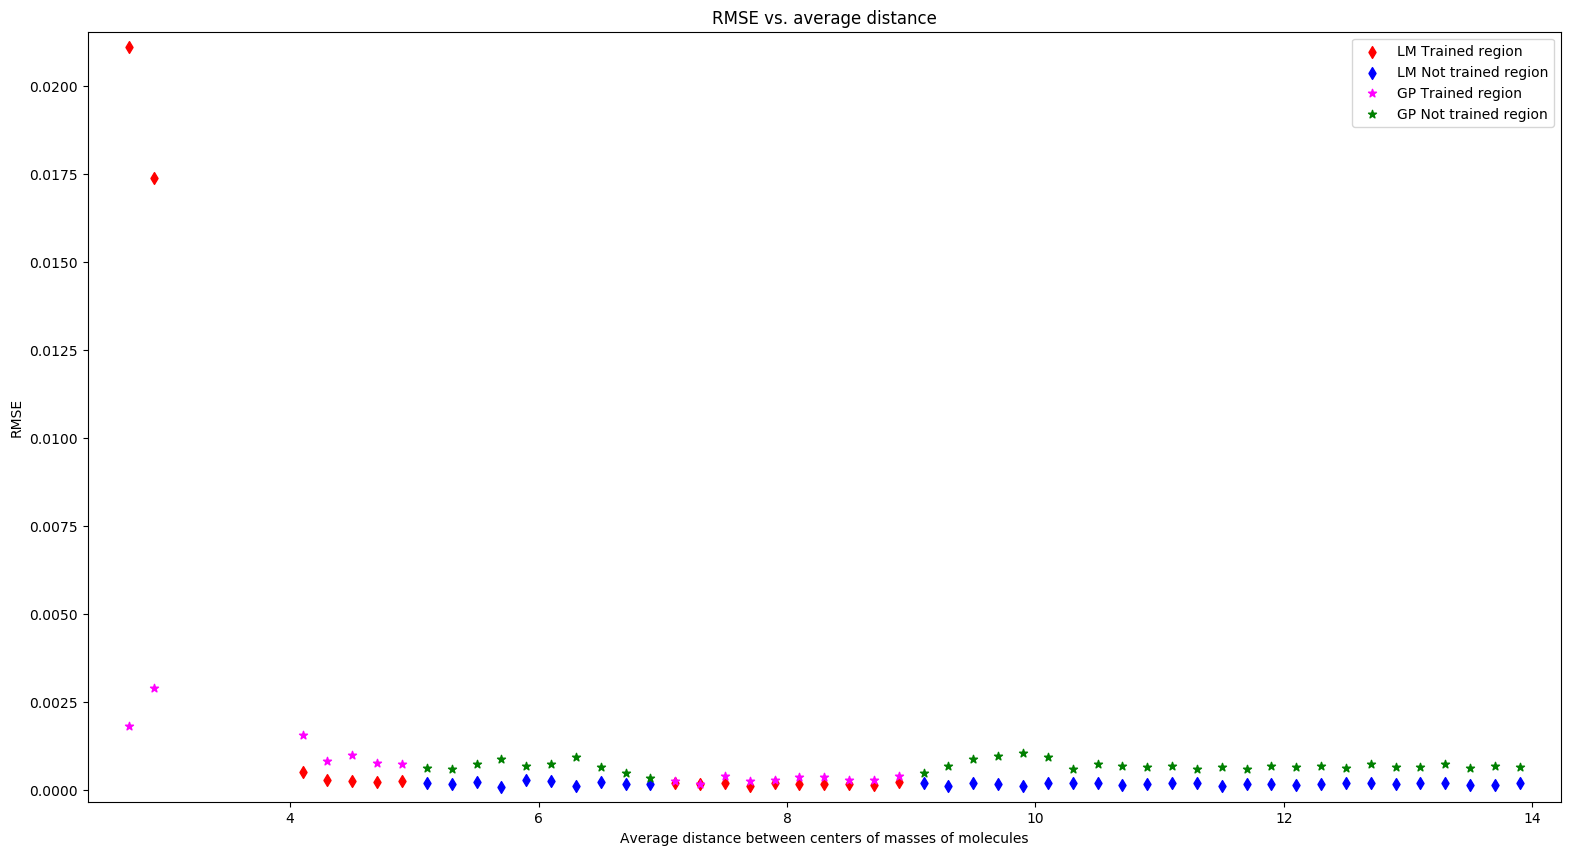 RMSE vs. average distance
LM Trained region
LM Not trained region
GP Trained region
GP Not trained region
RMSE
0.0200
0.0175
0.0150
0.0125
0.0100
0.0075
0.0050
0.0025
0.0000
4
6
8
10
12
14
Average distance between centers of masses of molecules